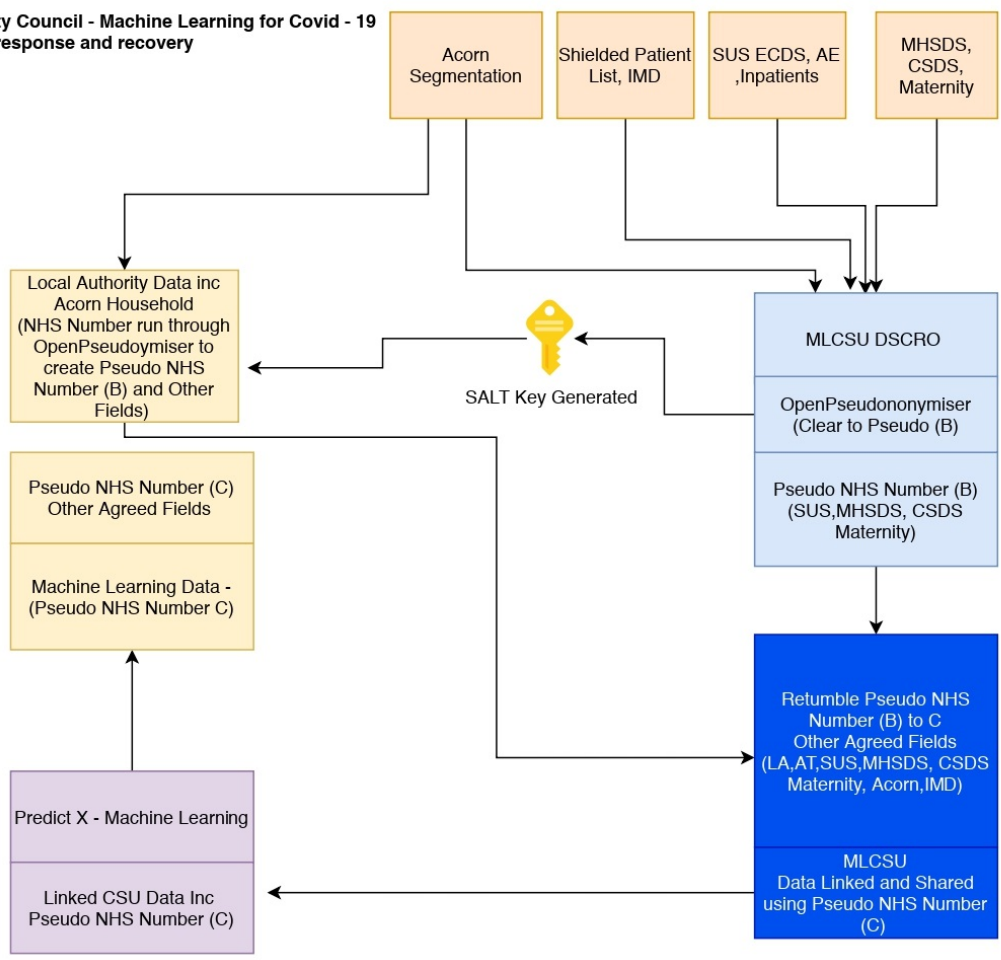 ty Council - Machine Learning for Covid - 19
response and recovery
Acorn
Segmentation
Shielded Patient
List, IMD
SUS ECDS, AE
,Inpatients
MHSDS,
CSDS,
Maternity
Local Authority Data inc
Acorn Household
(NHS Number run through
OpenPseudoymiser to
create Pseudo NHS
Number (B) and Other
Fields)
SALT Key Generated
MLCSU DSCRO
OpenPseudononymiser
(Clear to Pseudo (B)
Pseudo NHS Number (B)
(SUS,MHSDS, CSDS
Maternity)
Pseudo NHS Number (C)
Other Agreed Fields
Machine Learning Data -
(Pseudo NHS Number C)
Retumble Pseudo NHS
Number (B) to C
Other Agreed Fields
(LA,AT,SUS,MHSDS, CSDS
Maternity, Acorn,IMD)
MLCSU
Data Linked and Shared
using Pseudo NHS Number
(C)
Predict X - Machine Learning
Linked CSU Data Inc
Pseudo NHS Number (C)